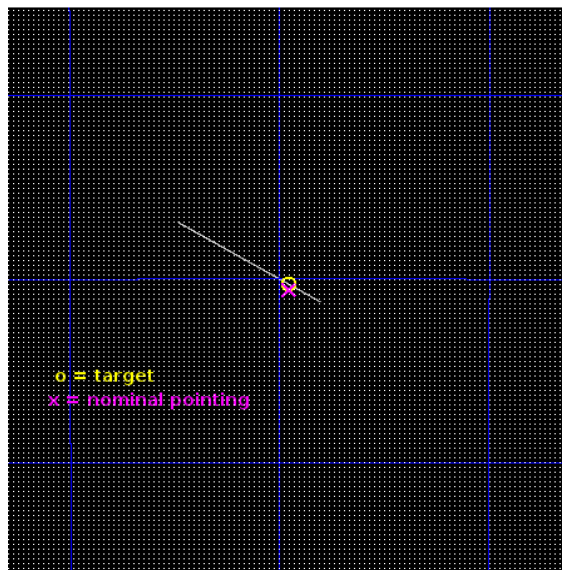 o = target
x = nominal pointing